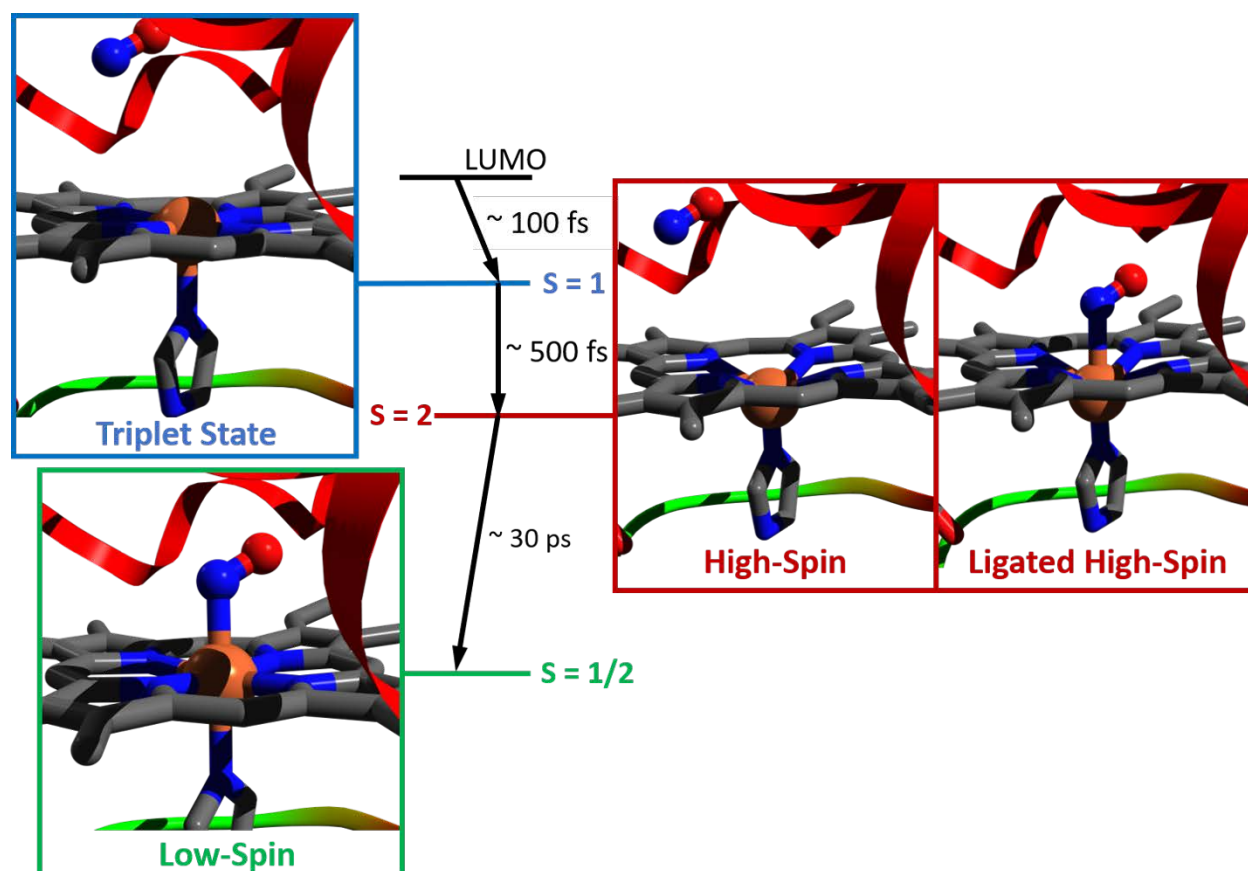 LUMO
~ 100 fs
S = 1
~ 500 fs
Triplet State
S = 2
High-Spin
Ligated High-Spin
~ 30 ps
S = 1/2
Low-Spin